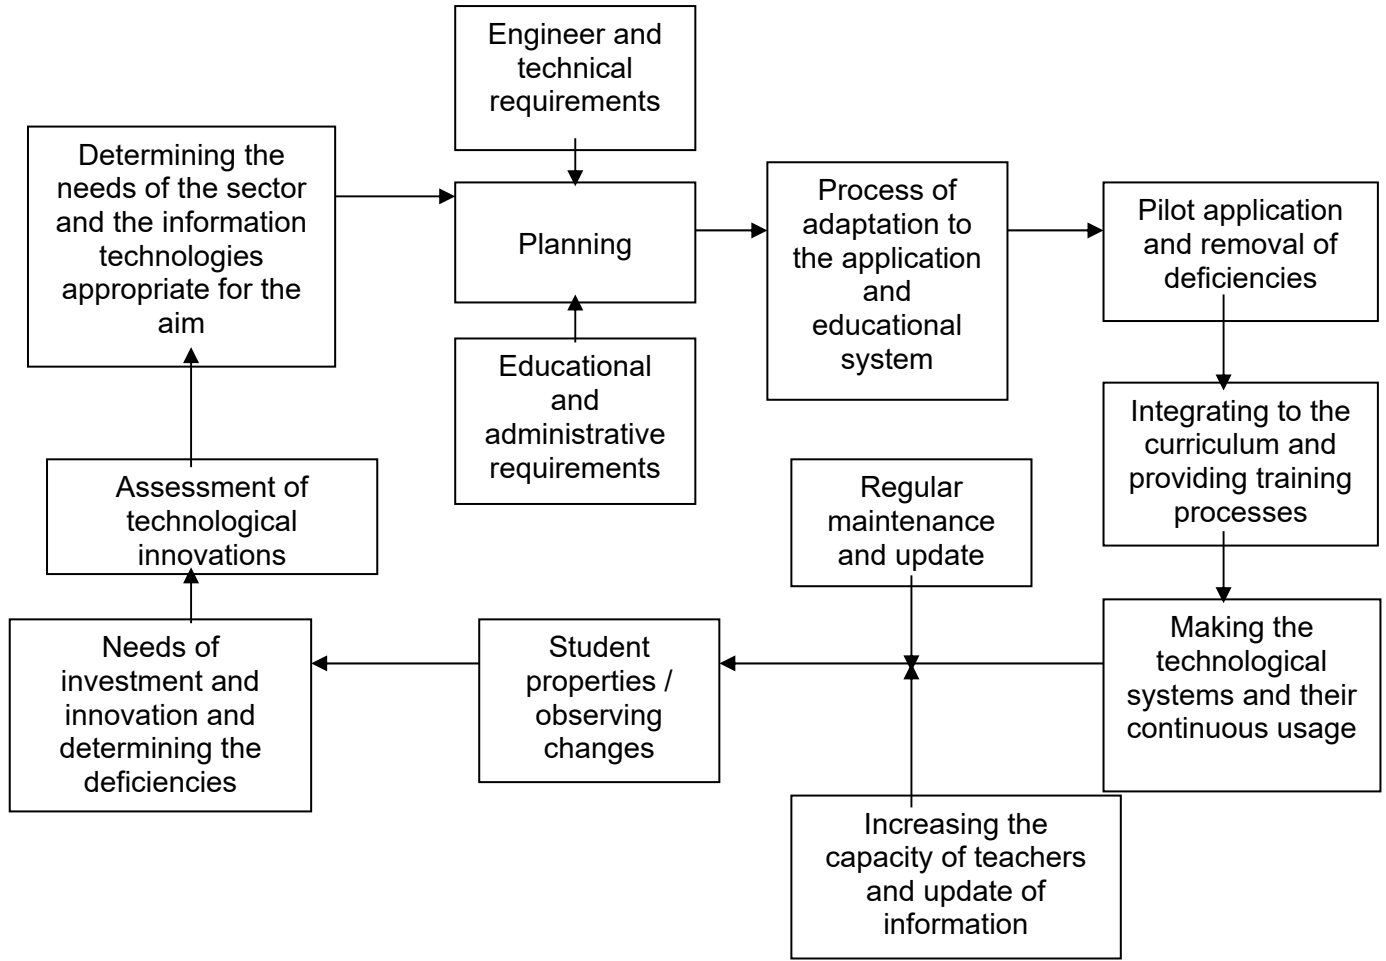 Engineer and
technical
requirements
Determining the
needs of the sector
and the information
technologies
appropriate for the
aim
Planning
Process of
adaptation to
the application
and
educational
system
Pilot application
and removal of
deficiencies
Educational
and
administrative
requirements
Integrating to the
curriculum and
providing training
processes
Assessment of
technological
innovations
Regular
maintenance
and update
Needs of
investment and
innovation and
determining the
deficiencies
Student
properties /
observing
changes
Making the
technological
systems and their
continuous usage
Increasing the
capacity of teachers
and update of
information